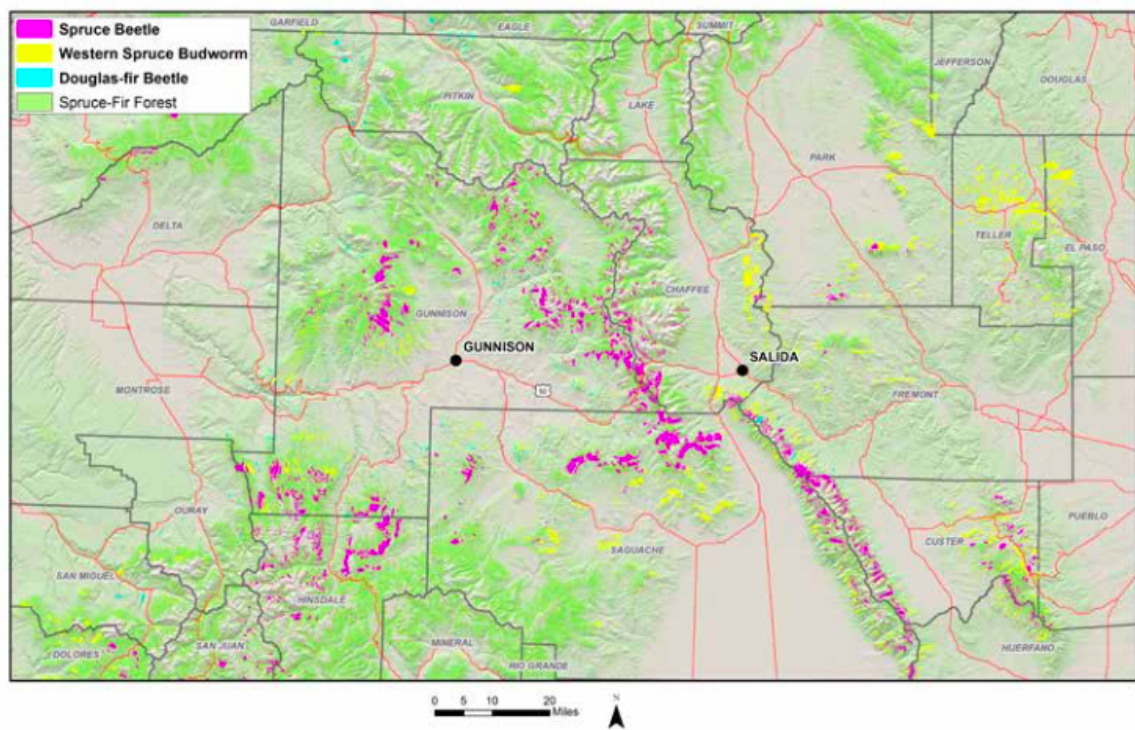 Spruce Beetle
Western Spruce Budworm
Douglas-fir Beetle
Spruce-Fir Forest
GARFIELD
EAGLE
SUMMIT
JEFFERSON
DOUGLAS
PITKIN
LAKE
PARK
DELTA
TELLER
EL PASO
CHAFFEE
GUNNISON
GUNNISON
SALIDA
MONTROSE
50
FREMONT
OURAY
PUEBLO
CUSTER
SAGUACHE
SAN MIGUEL
HINSDALE
DOLORES
SAN JUAN
MINERAL
HUERFANO
RIO GRANDE
0 5 10 20
Miles
N